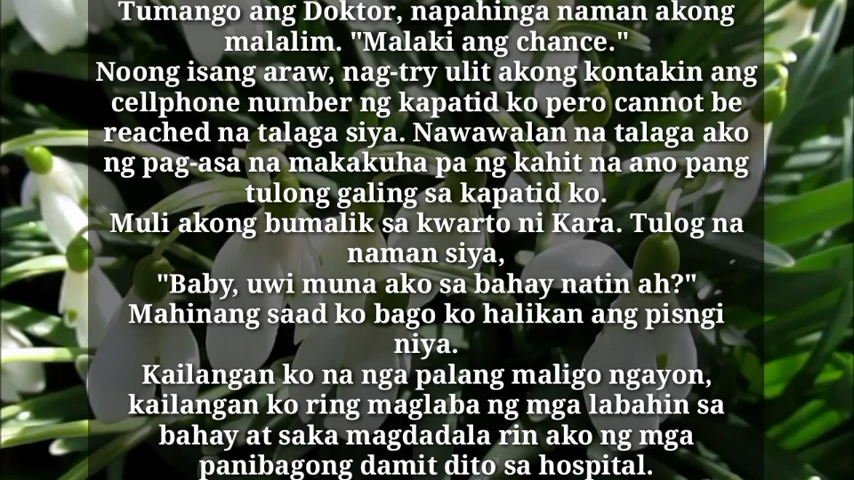 Tumango ang Doktor, napahinga naman akong
malalim. "Malaki ang chance."
Noong isang araw, nag-try ulit akong kontakin ang
cellphone number ng kapatid ko pero cannot be
reached na talaga siya. Nawawalan na talaga ako
ng pag-asa na makakuha pa ng kahit na ano pang
tulong galing sa kapatid ko.
Muli akong bumalik sa kwarto ni Kara. Tulog na
naman siya,
"Baby, uwi muna ako sa bahay natin ah?"
Mahinang saad ko bago ko halikan ang pisngi
niya.
Kailangan ko na nga palang maligo ngayon,
kailangan ko ring maglaba ng mga labahin sa
bahay at saka magdadala rin ako ng mga
panibagong damit dito sa hospital.